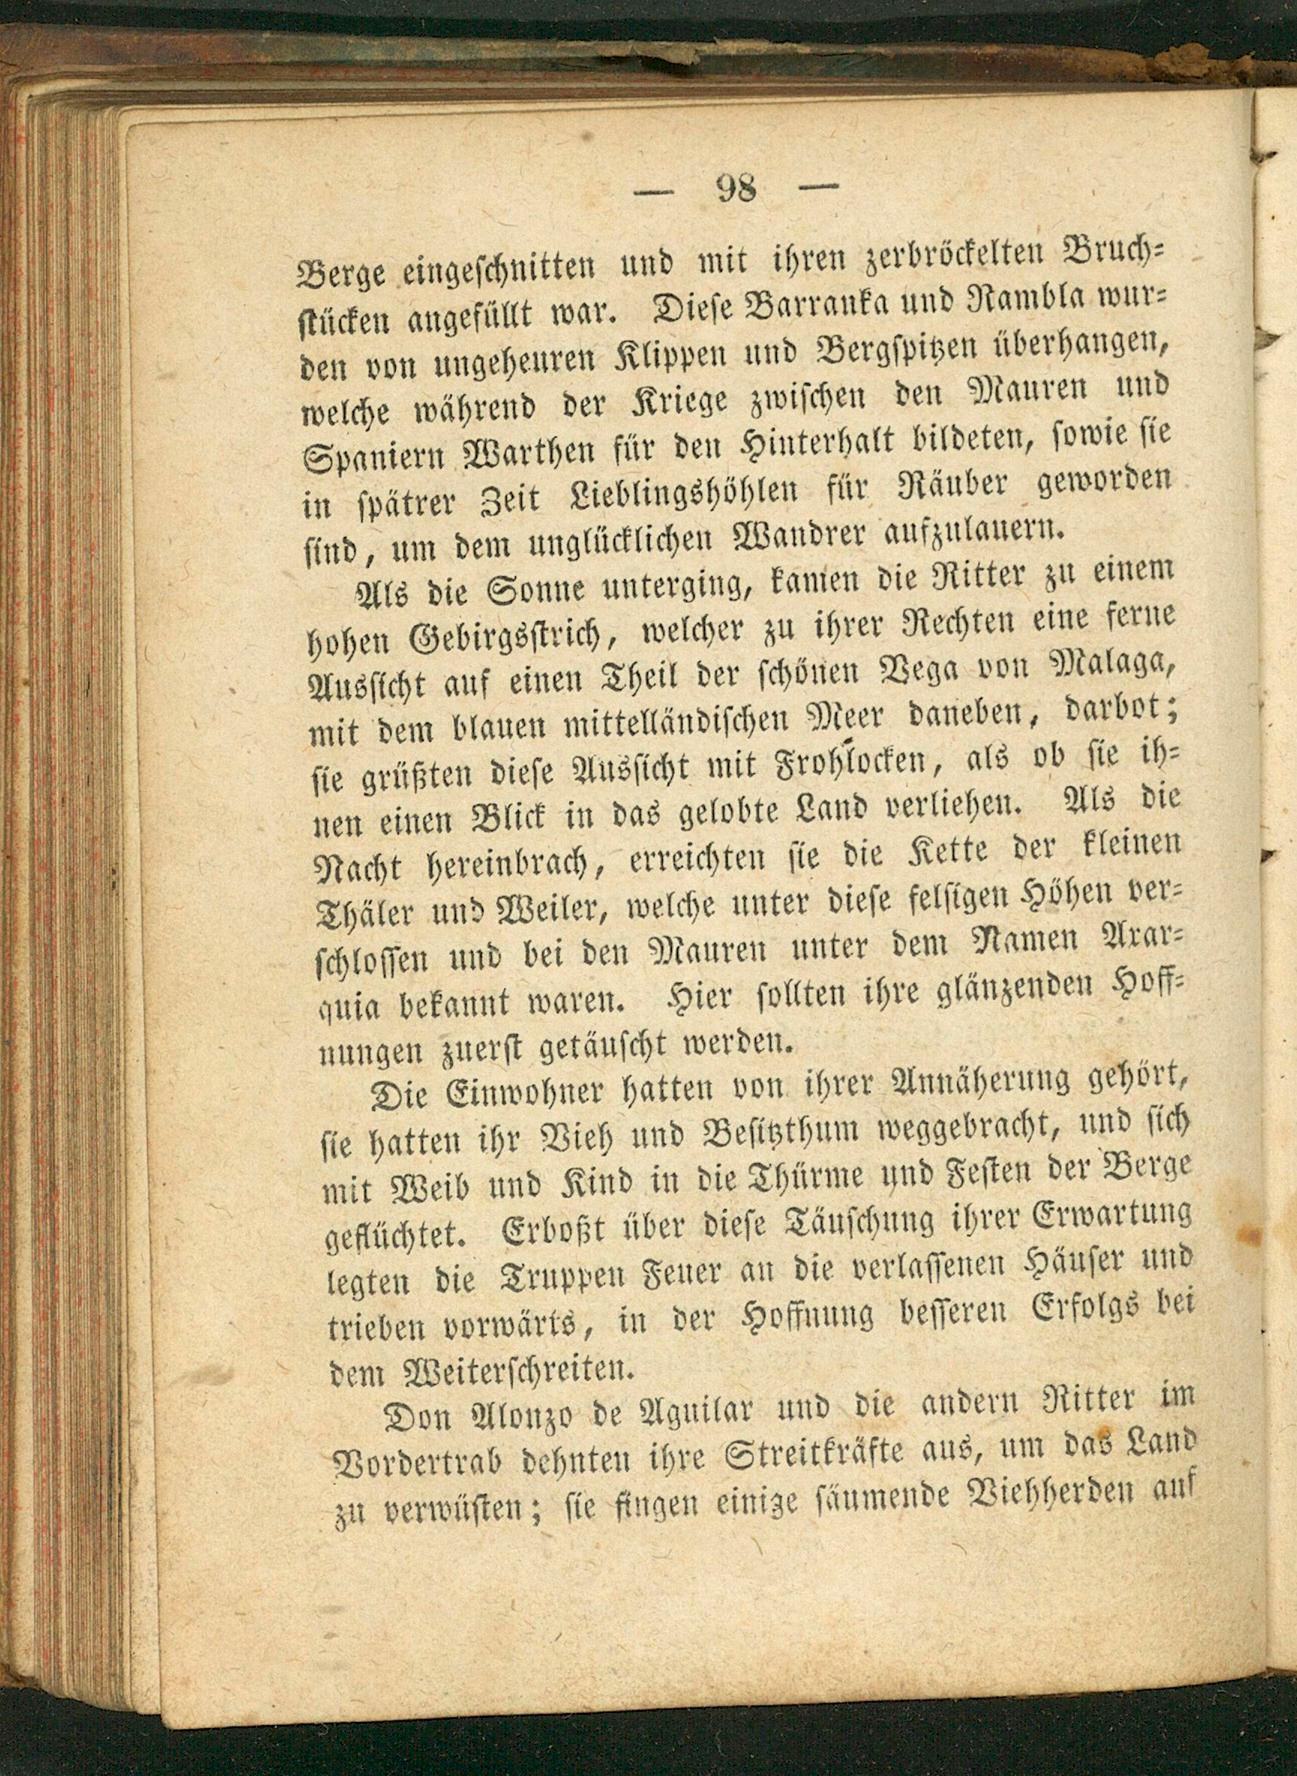 — 98 —
Berge eingeschnitten und mit ihren zerbröckelten Bruch=
stücken angefüllt war. Diese Barranka und Rambla wur=
den von ungeheuren Klippen und Bergspitzen überhangen,
welche während der Kriege zwischen den Mauren und
Spaniern Warthen für den Hinterhalt bildeten, sowie sie
in spätrer Zeit Lieblingshöhlen für Räuber geworden
sind, um dem unglücklichen Wandrer aufzulauern.
Als die Sonne unterging, kamen die Ritter zu einem
hohen Gebirgsstrich, welcher zu ihrer Rechten eine ferne
Aussicht auf einen Theil der schönen Vega von Malaga,
mit dem blauen mittelländischen Meer daneben, darbot;
sie grüßten diese Aussicht mit Frohlocken, als ob sie ih=
nen einen Blick in das gelobte Land verliehen. Als die
Nacht hereinbrach, erreichten sie die Kette der kleinen
Thäler und Weiler, welche unter diese felsigen Höhen ver=
schlossen und bei den Mauren unter dem Namen Axar=
quia bekannt waren. Hier sollten ihre glänzenden Hoff=
nungen zuerst getäuscht werden.
Die Einwohner hatten von ihrer Annäherung gehört,
sie hatten ihr Vieh und Besitzthum weggebracht, und sich
mit Weib und Kind in die Thürme und Festen der Berge
geflüchtet. Erboßt über diese Täuschung ihrer Erwartung
legten die Truppen Feuer an die verlassenen Häuser und
trieben vorwärts, in der Hoffnung besseren Erfolgs bei
dem Weiterschreiten.
Don Alonzo de Aguilar und die andern Ritter im
Vordertrab dehnten ihre Streitkräfte aus, um das Land
zu verwüsten; sie fingen einige säumende Viehherden auf